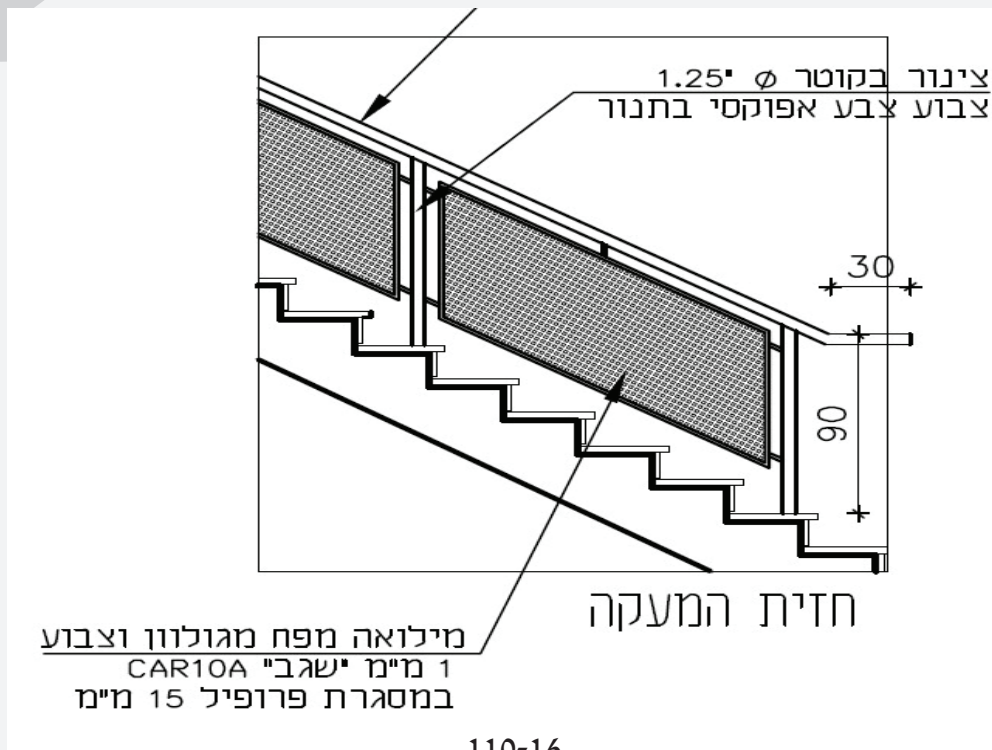 צינור בקוטר ⌀ 1.25"
צבוע צבע אפוקסי בתנור
30
90
חזית המעקה
מילואה מפח מגולוון וצבוע
1 מ"מ "שגב" CAR10A
במסגרת פרופיל 15 מ"מ
110-16